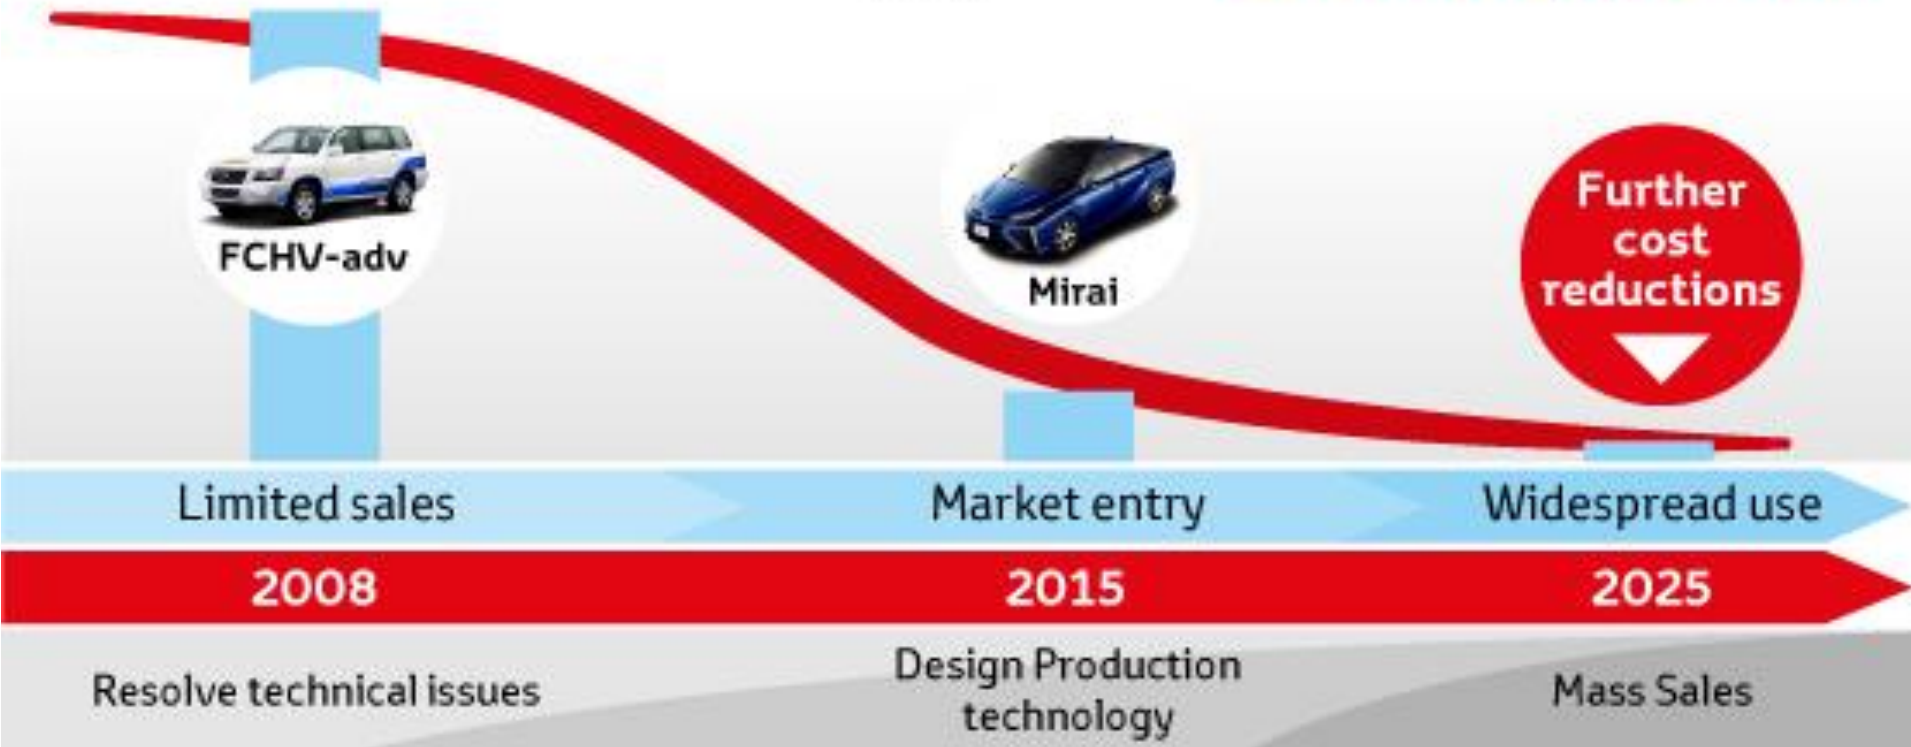 FCHV-adv
Mirai
Further
cost
reductions
Limited sales
Market entry
Widespread use
2008
2015
2025
Resolve technical issues
Design Production
technology
Mass Sales